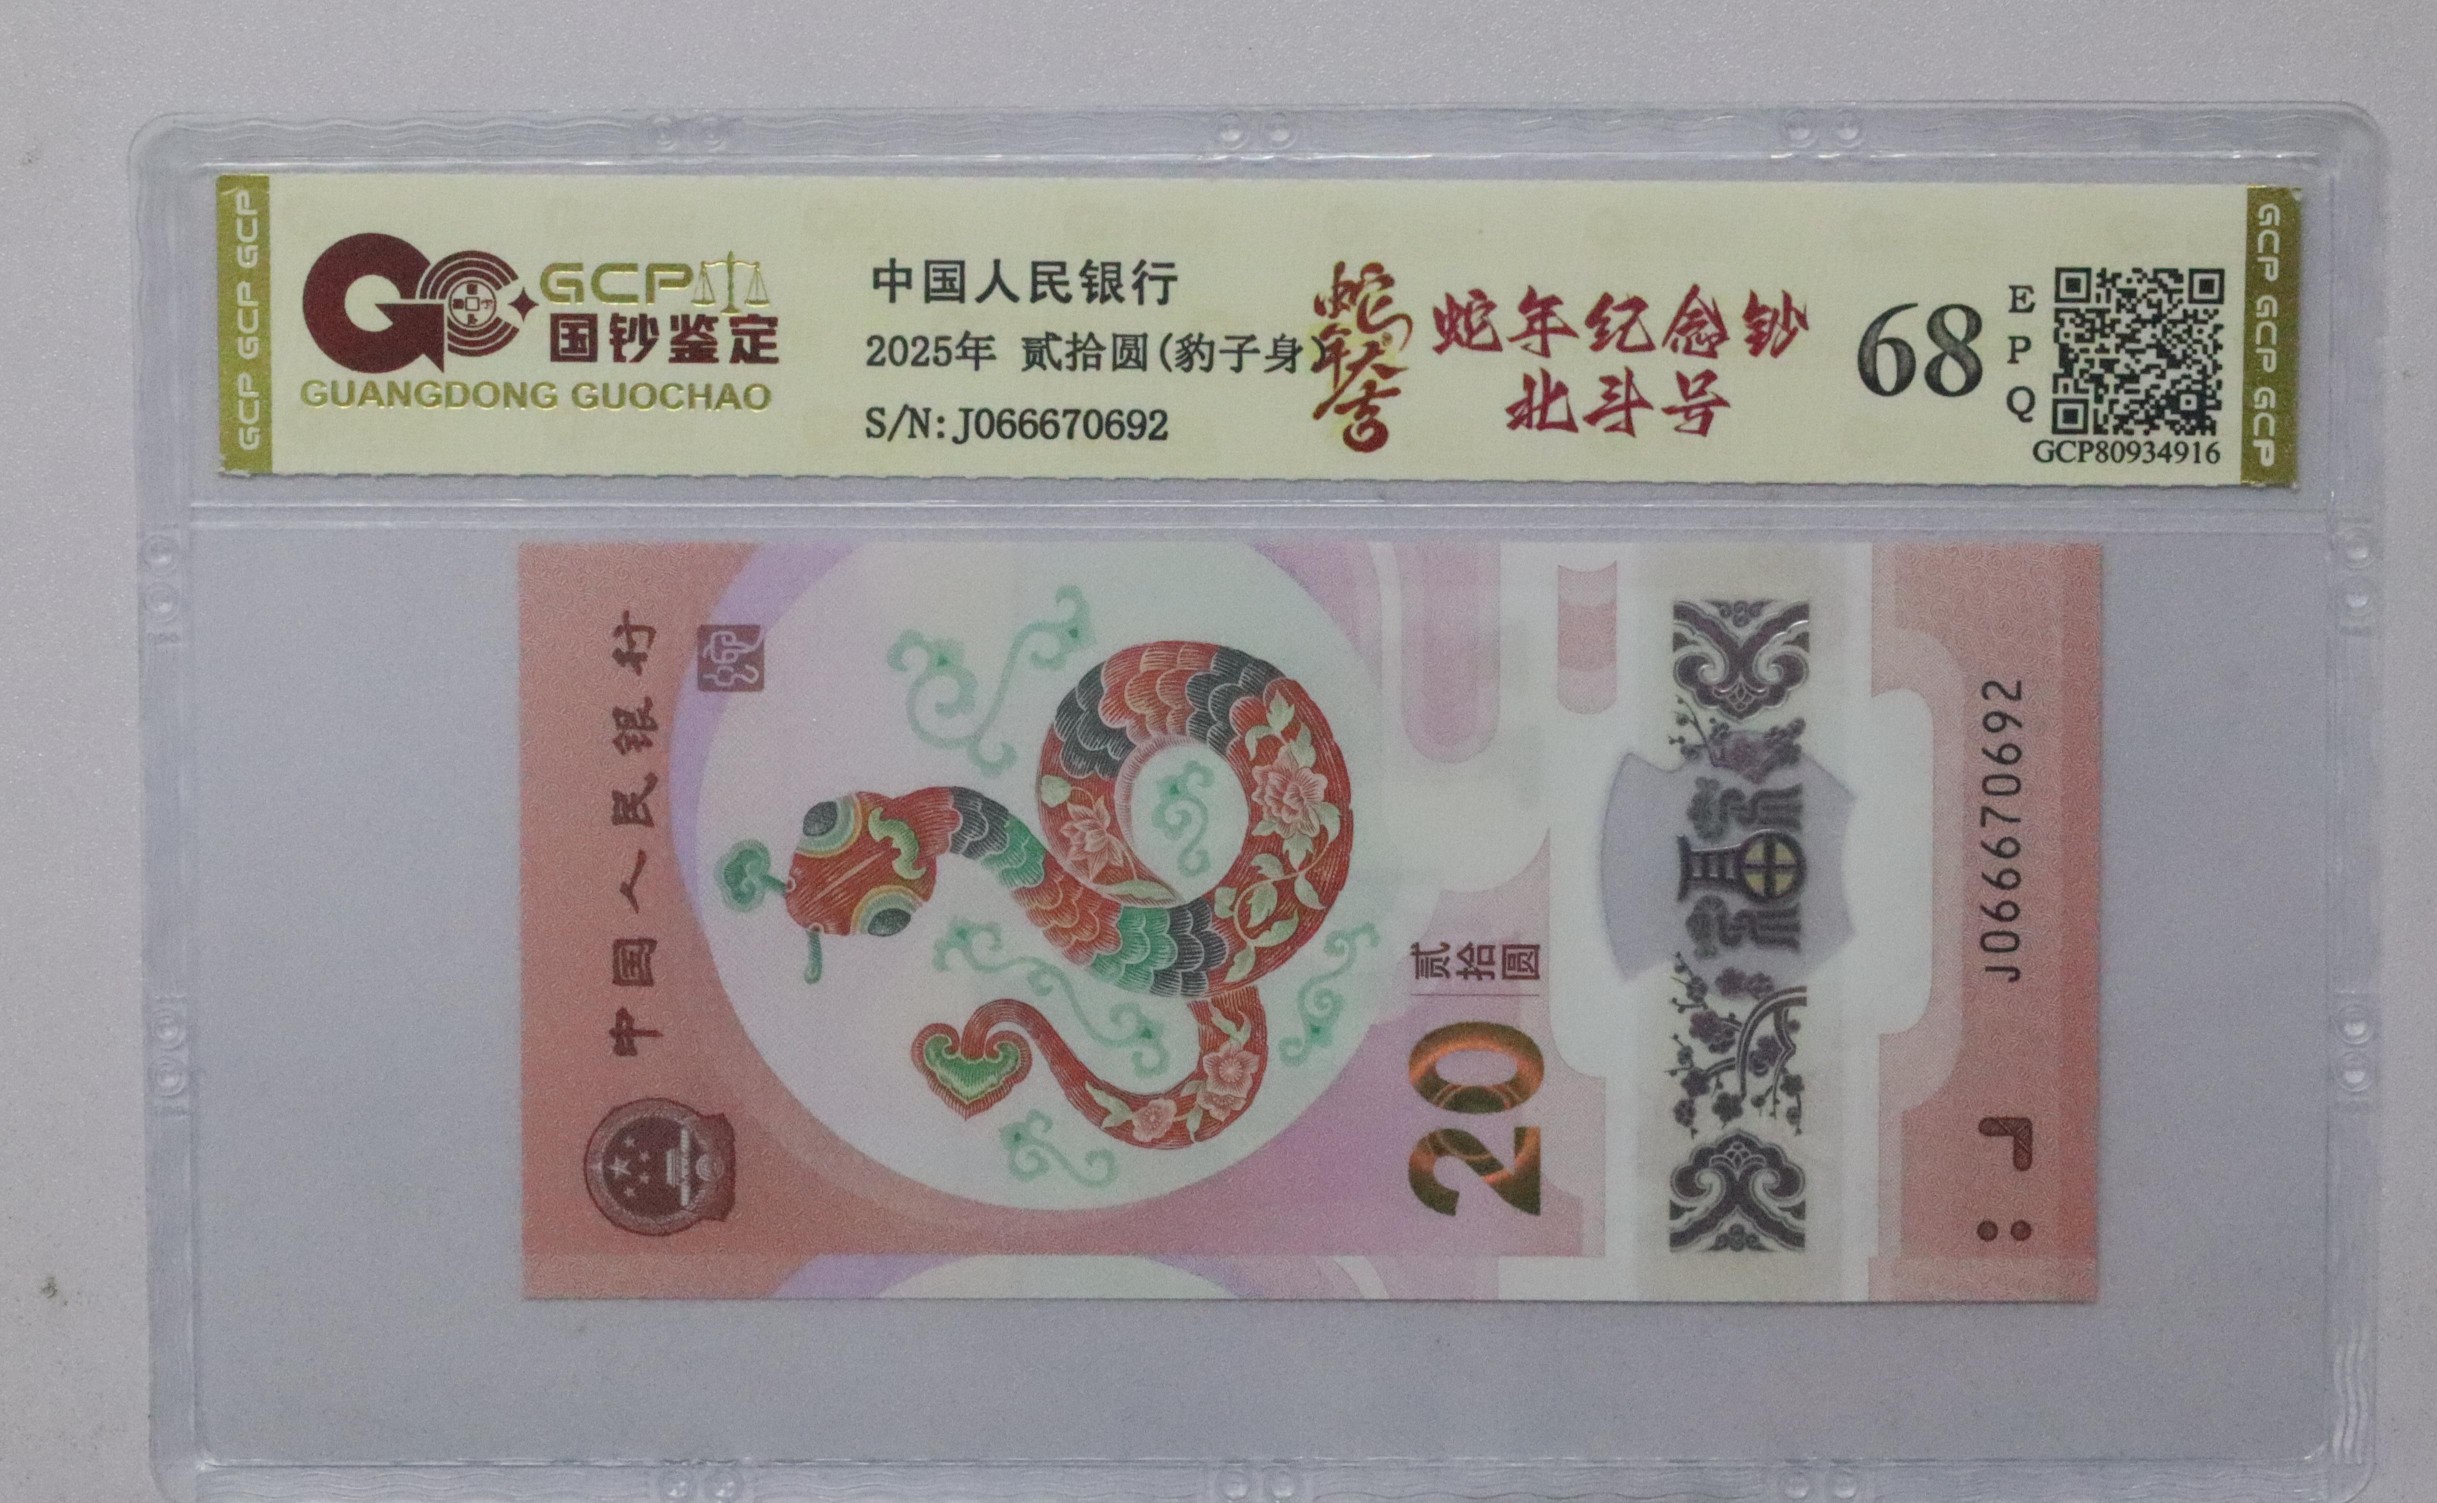 GCP GCP GCP
GCP
国钞鉴定
GUANGDONG GUOCHAO
中国人民银行
2025年 贰拾圆(豹子身)
S/N:J066670692
蛇年大吉
蛇年纪念钞
北斗号
68
EPQ
GCP80934916
GCP GCP GCP
中国人民银行
贰拾圆
20
福
J066670692